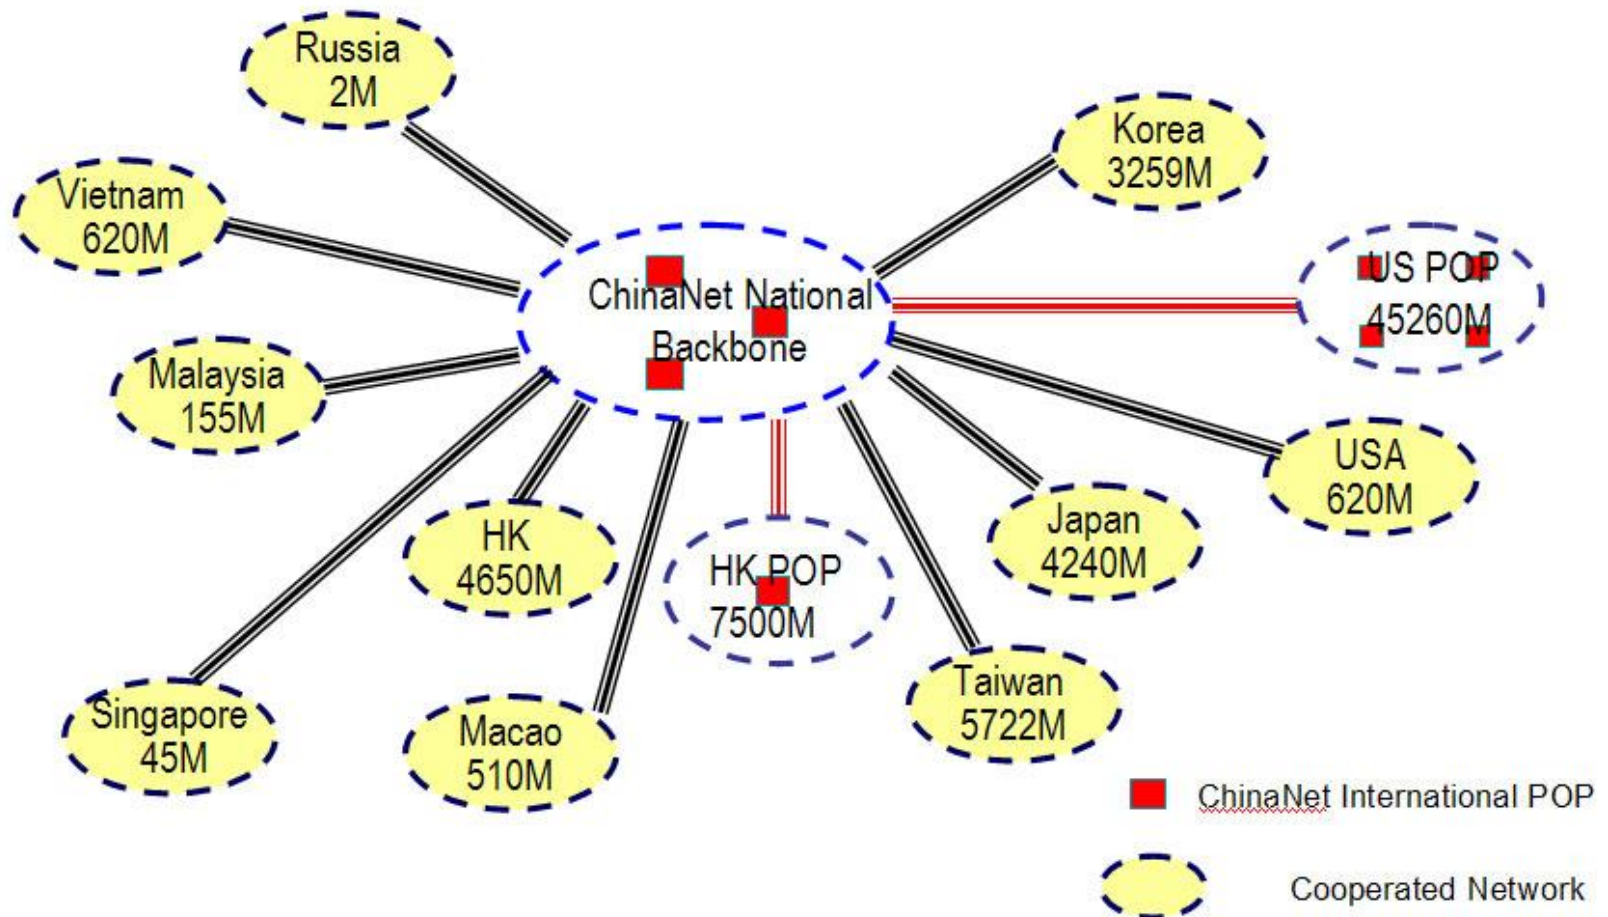 Russia
2M
Korea
3259M
Vietnam
620M
US POP
45260M
ChinaNet National
Backbone
Malaysia
155M
USA
620M
HK
4650M
Japan
4240M
HK POP
7500M
Singapore
45M
Macao
510M
Taiwan
5722M
ChinaNet International POP
Cooperated Network